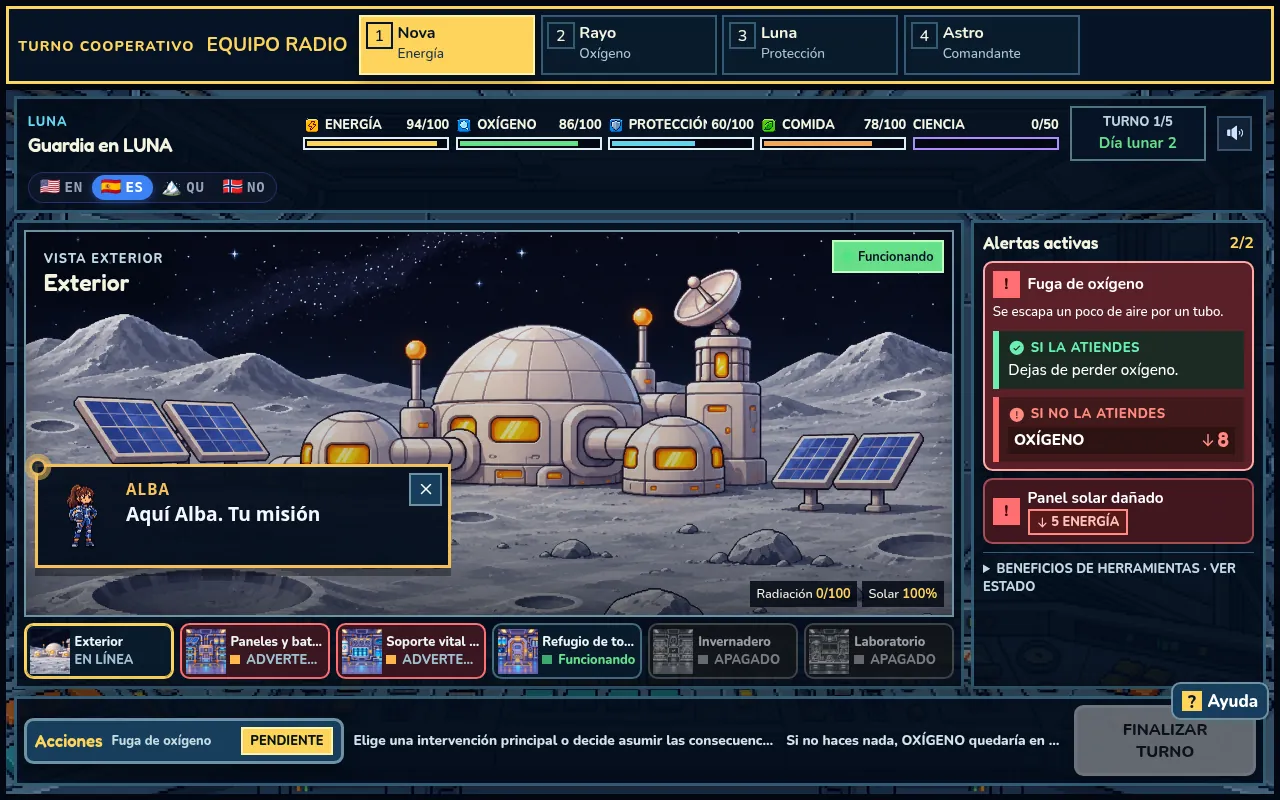 TURNO COOPERATIVO EQUIPO RADIO
1 Nova
Energía
2 Rayo
Oxígeno
3 Luna
Protección
4 Astro
Comandante
LUNA
Guardia en LUNA
ENERGÍA 94/100
OXÍGENO 86/100
PROTECCIÓN 60/100
COMIDA 78/100
CIENCIA 0/50
TURNO 1/5
Día lunar 2
EN ES QU NO
VISTA EXTERIOR
Exterior
Funcionando
ALBA
Aquí Alba. Tu misión
Radiación 0/100
Solar 100%
Alertas activas 2/2
! Fuga de oxígeno
Se escapa un poco de aire por un tubo.
SI LA ATIENDES
Dejas de perder oxígeno.
! SI NO LA ATIENDES
OXÍGENO ↓ 8
! Panel solar dañado
↓ 5 ENERGÍA
▶ BENEFICIOS DE HERRAMIENTAS · VER
ESTADO
Exterior
EN LÍNEA
Paneles y bat...
ADVERTE...
Soporte vital ...
ADVERTE...
Refugio de to...
Funcionando
Invernadero
APAGADO
Laboratorio
APAGADO
? Ayuda
Acciones Fuga de oxígeno PENDIENTE
Elige una intervención principal o decide asumir las consecuenc...
Si no haces nada, OXÍGENO quedaría en ...
FINALIZAR
TURNO